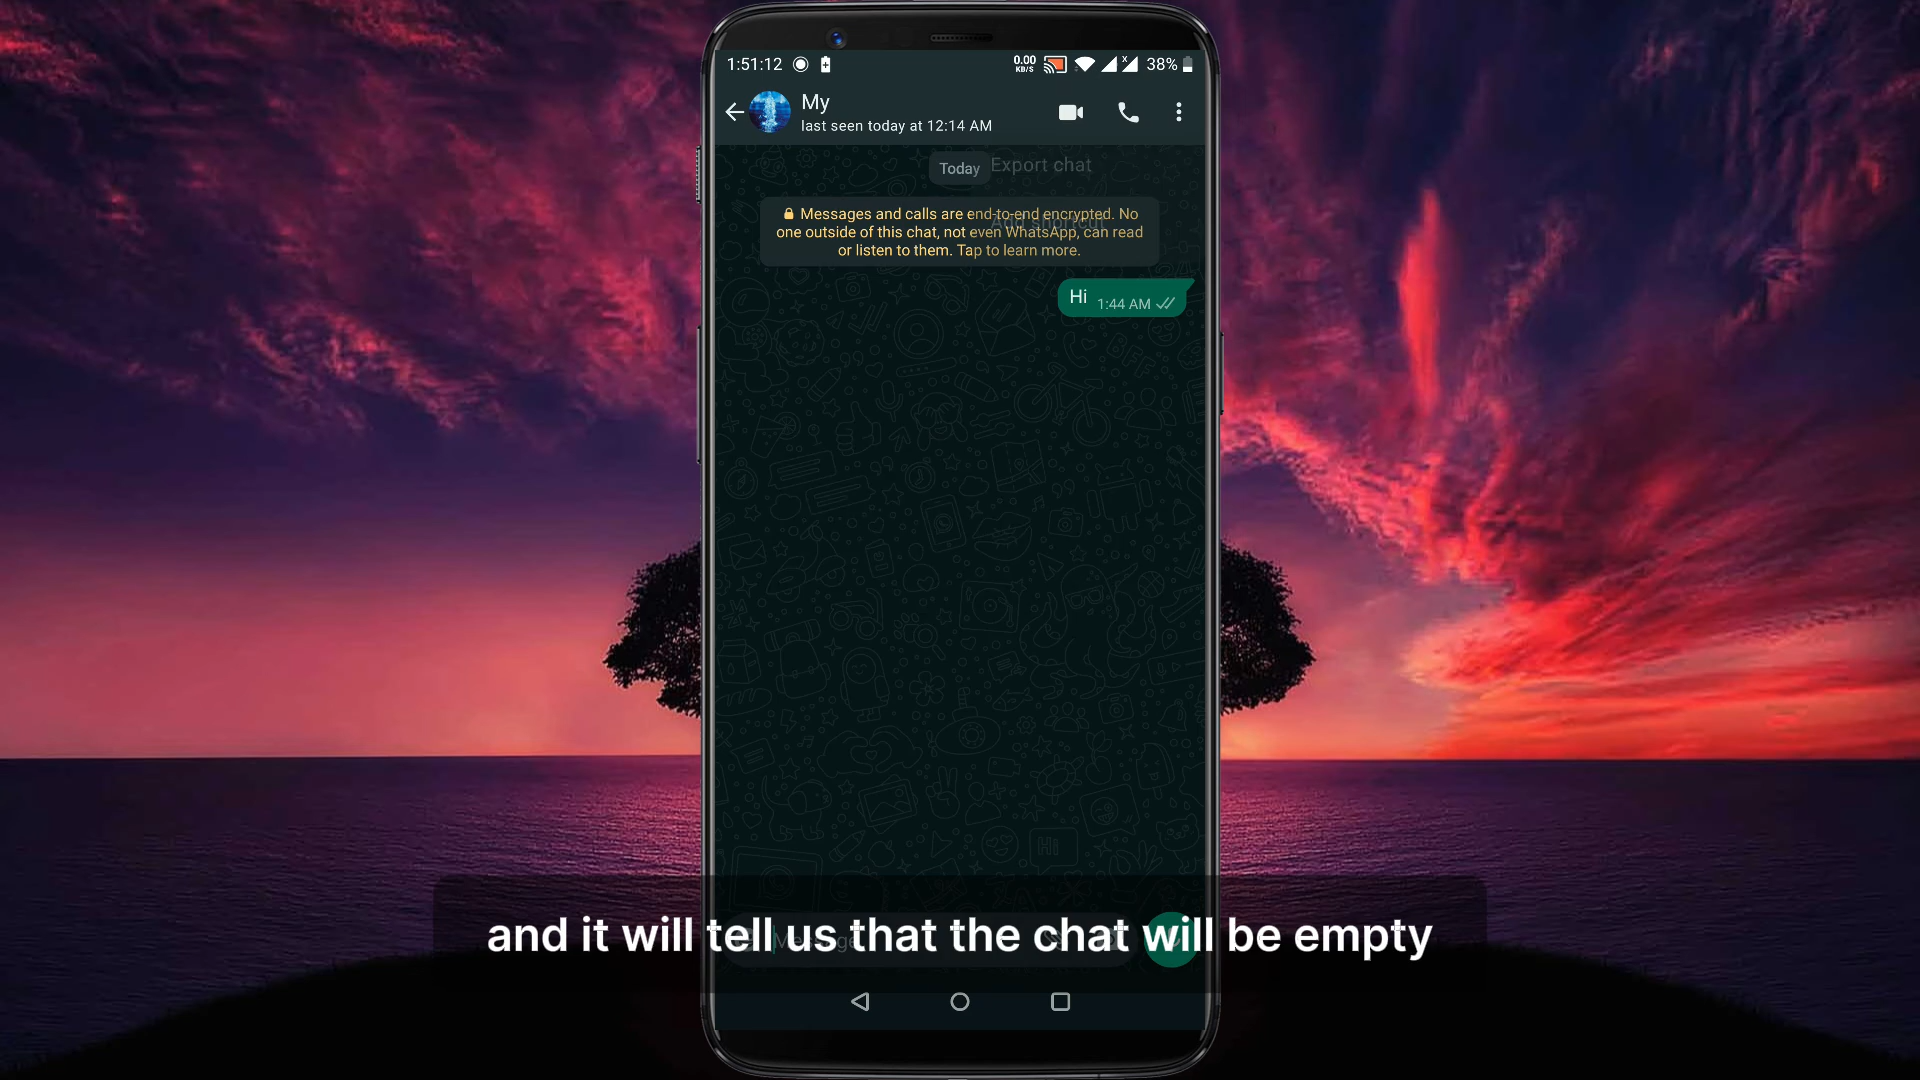 1:51:12
0.00
KB/S
x
38%
My
last seen today at 12:14 AM
Today
Export chat
Messages and calls are end-to-end encrypted. No
Add shortcut
one outside of this chat, not even WhatsApp, can read
or listen to them. Tap to learn more.
Hi 1:44 AM
and it will tell us that the chat will be empty
Message